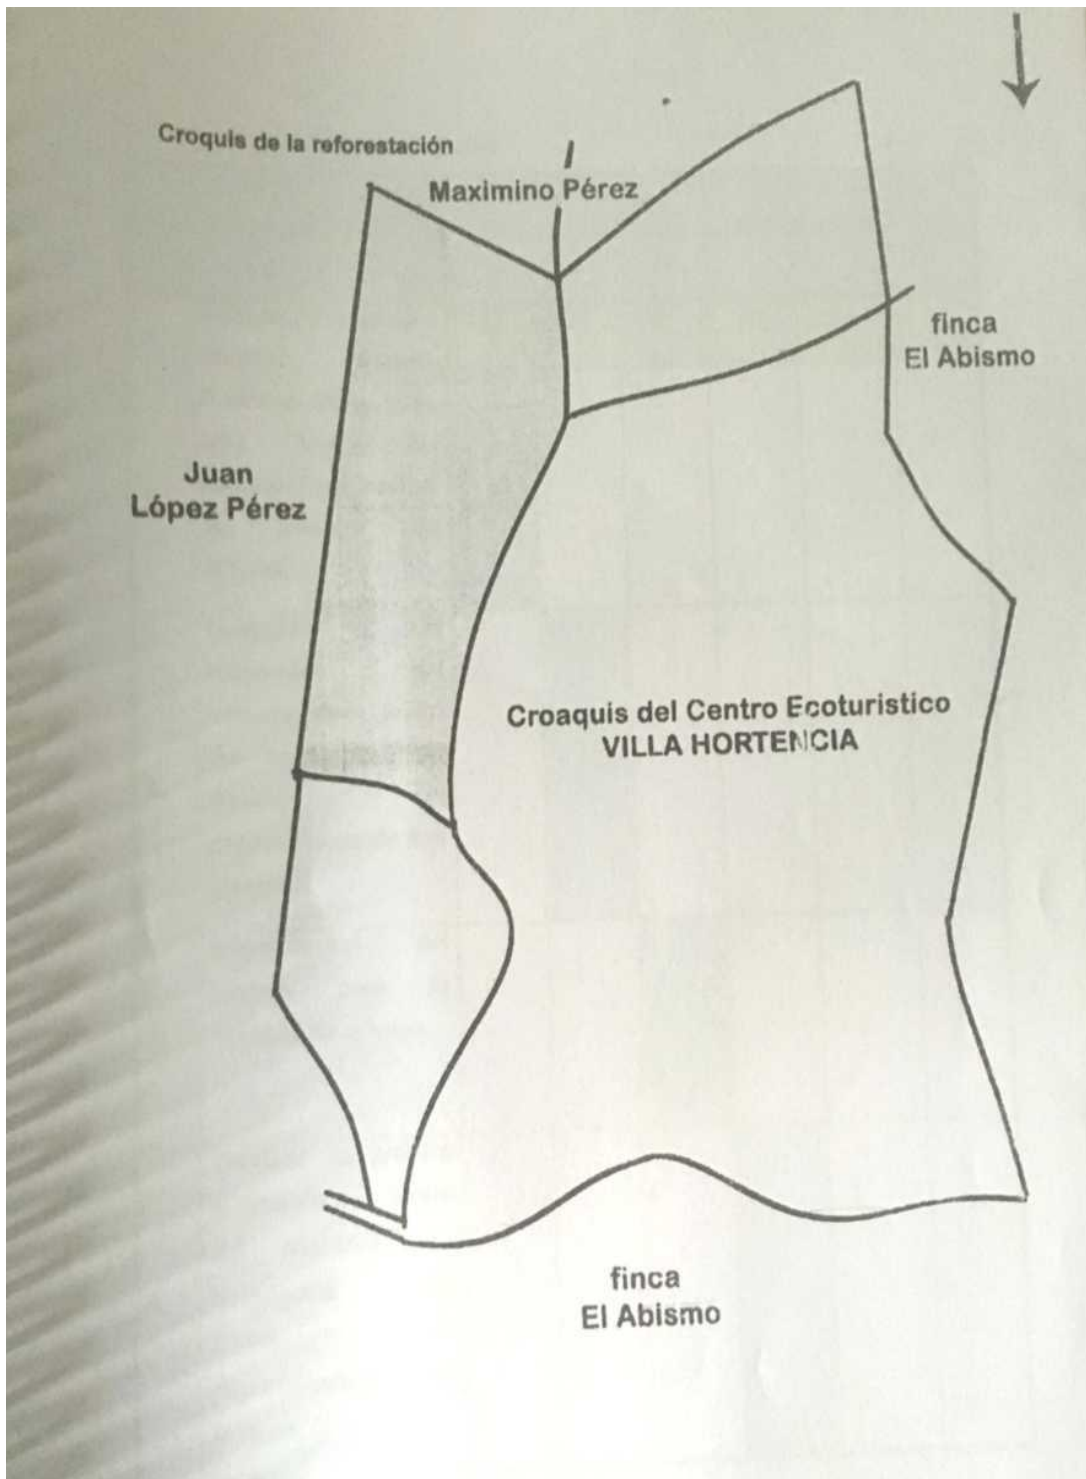 Croquis de la reforestación
Maximino Pérez
finca
El Abismo
Juan
López Pérez
Croaquis del Centro Ecoturistico
VILLA HORTENCIA
finca
El Abismo